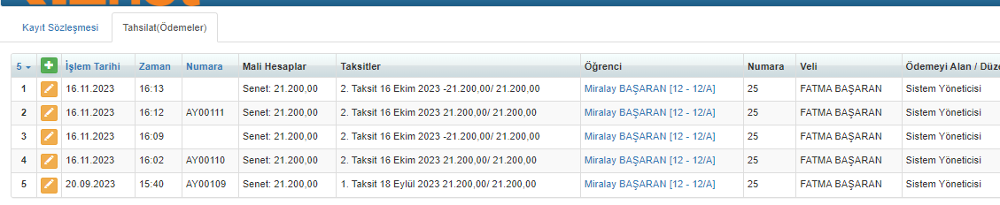 Kayıt Sözleşmesi Tahsilat(Ödemeler)
5 İşlem Tarihi Zaman Numara Mali Hesaplar Taksitler Öğrenci Numara Veli Ödemeyi Alan / Düze
1 16.11.2023 16:13 Senet: 21.200,00 2. Taksit 16 Ekim 2023 -21.200,00/ 21.200,00 Miralay BAŞARAN [12 - 12/A] 25 FATMA BAŞARAN Sistem Yöneticisi
2 16.11.2023 16:12 AY00111 Senet: 21.200,00 2. Taksit 16 Ekim 2023 21.200,00/ 21.200,00 Miralay BAŞARAN [12 - 12/A] 25 FATMA BAŞARAN Sistem Yöneticisi
3 16.11.2023 16:09 Senet: 21.200,00 2. Taksit 16 Ekim 2023 -21.200,00/ 21.200,00 Miralay BAŞARAN [12 - 12/A] 25 FATMA BAŞARAN Sistem Yöneticisi
4 16.11.2023 16:02 AY00110 Senet: 21.200,00 2. Taksit 16 Ekim 2023 21.200,00/ 21.200,00 Miralay BAŞARAN [12 - 12/A] 25 FATMA BAŞARAN Sistem Yöneticisi
5 20.09.2023 15:40 AY00109 Senet: 21.200,00 1. Taksit 18 Eylül 2023 21.200,00/ 21.200,00 Miralay BAŞARAN [12 - 12/A] 25 FATMA BAŞARAN Sistem Yöneticisi